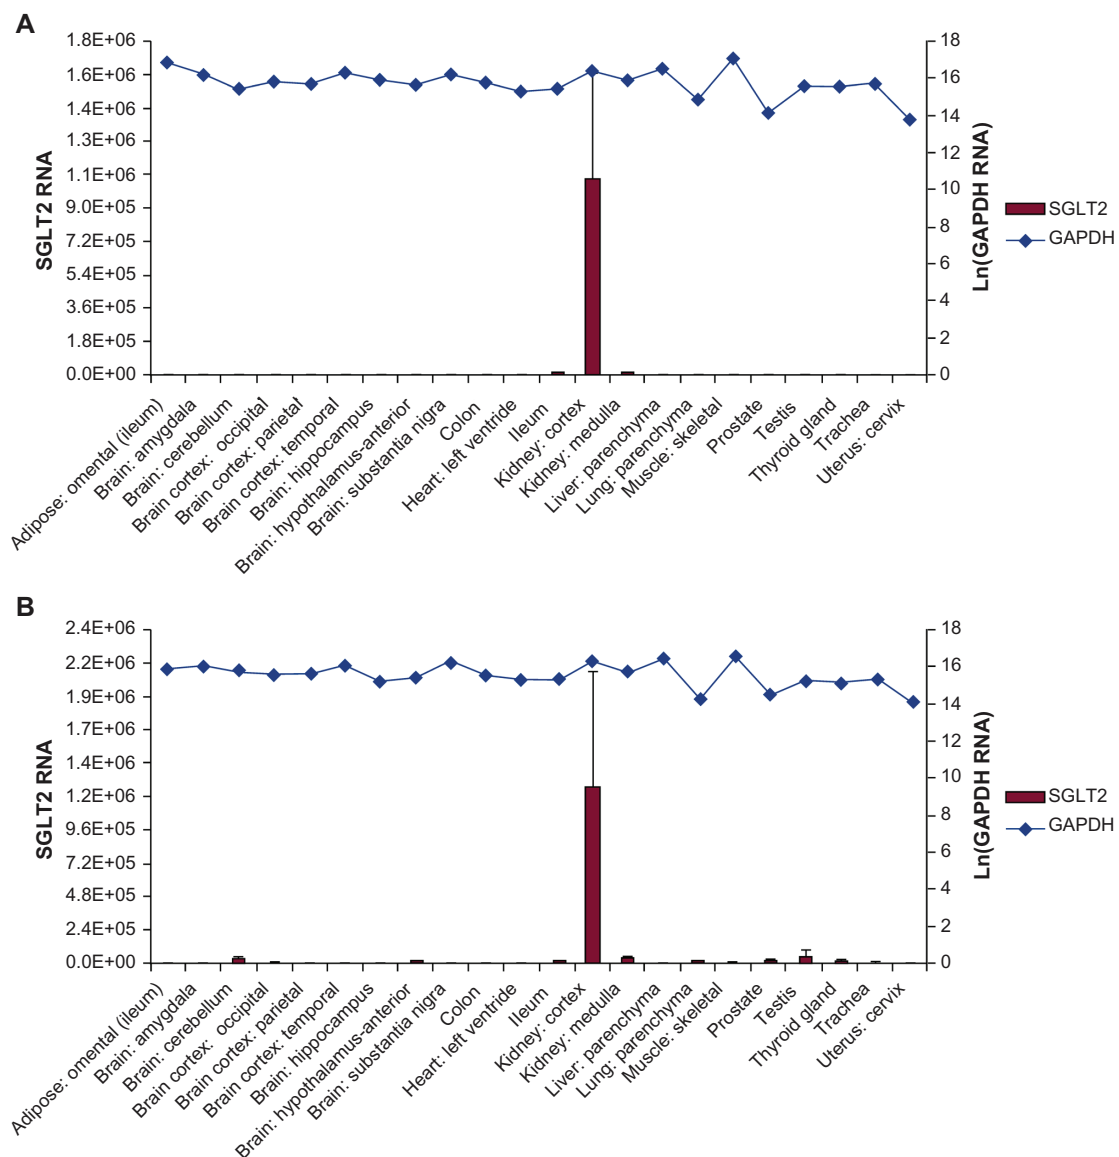 A
1.8E+06
1.6E+06
1.4E+06
1.3E+06
1.1E+06
9.0E+05
7.2E+05
5.4E+05
3.6E+05
1.8E+05
0.0E+00
SGLT2 RNA
18
16
14
12
10
8
6
4
2
0
Ln(GAPDH RNA)
SGLT2
GAPDH
Adipose: omental (ileum)
Brain: amygdala
Brain: cerebellum
Brain cortex: occipital
Brain cortex: parietal
Brain cortex: temporal
Brain: hippocampus
Brain: hypothalamus-anterior
Brain: substantia nigra
Colon
Heart: left ventride
Ileum
Kidney: cortex
Kidney: medulla
Liver: parenchyma
Lung: parenchyma
Muscle: skeletal
Prostate
Testis
Thyroid gland
Trachea
Uterus: cervix
B
2.4E+06
2.2E+06
1.9E+06
1.7E+06
1.4E+06
1.2E+06
9.6E+05
7.2E+05
4.8E+05
2.4E+05
0.0E+00
SGLT2 RNA
18
16
14
12
10
8
6
4
2
0
Ln(GAPDH RNA)
SGLT2
GAPDH
Adipose: omental (ileum)
Brain: amygdala
Brain: cerebellum
Brain cortex: occipital
Brain cortex: parietal
Brain cortex: temporal
Brain: hippocampus
Brain: hypothalamus-anterior
Brain: substantia nigra
Colon
Heart: left ventride
Ileum
Kidney: cortex
Kidney: medulla
Liver: parenchyma
Lung: parenchyma
Muscle: skeletal
Prostate
Testis
Thyroid gland
Trachea
Uterus: cervix